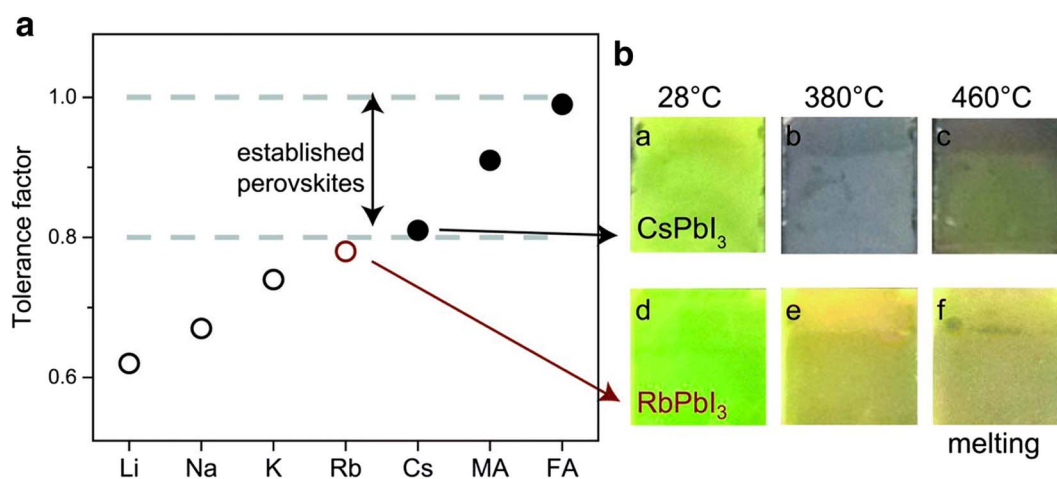 a
Tolerance factor
1.0
0.8
0.6
established
perovskites
Li Na K Rb Cs MA FA
b
28°C 380°C 460°C
a b c
CsPbI₃
d e f
RbPbI₃
melting